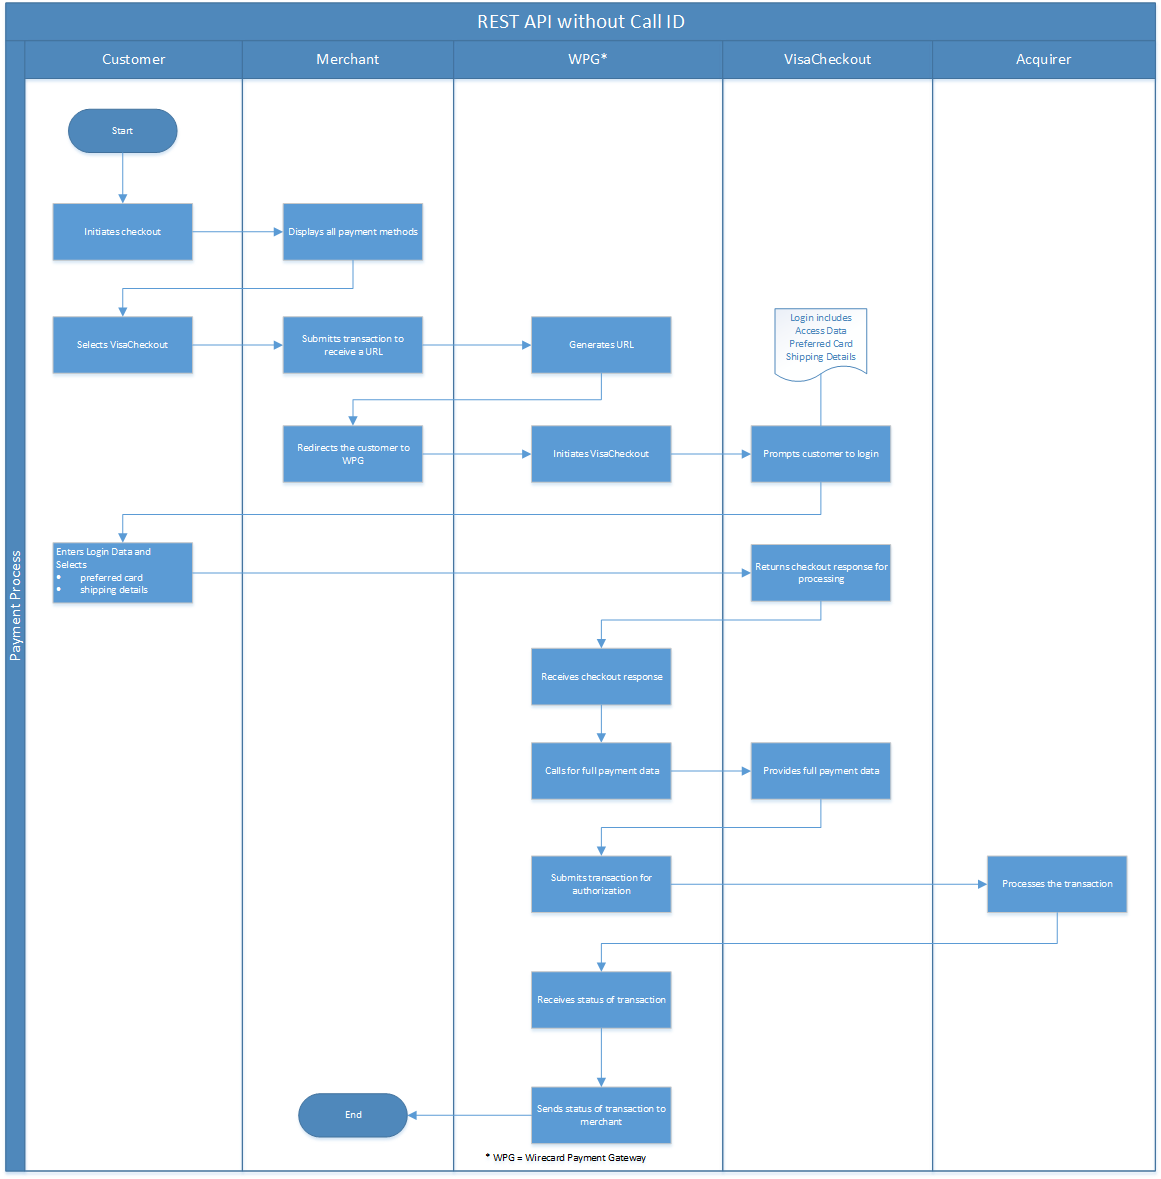 REST API without Call ID
Payment Process
Customer
Merchant
WPG*
VisaCheckout
Acquirer
Start
Initiates checkout
Displays all payment methods
Selects VisaCheckout
Submits transaction to
receive a URL
Generates URL
Login includes
Access Data
Preferred Card
Shipping Details
Redirects the customer to
WPG
Initiates VisaCheckout
Prompts customer to login
Enters Login Data and
Selects
• preferred card
• shipping details
Returns checkout response for
processing
Receives checkout response
Calls for full payment data
Provides full payment data
Submits transaction for
authorization
Processes the transaction
Receives status of transaction
Sends status of transaction to
merchant
End
* WPG = Wirecard Payment Gateway